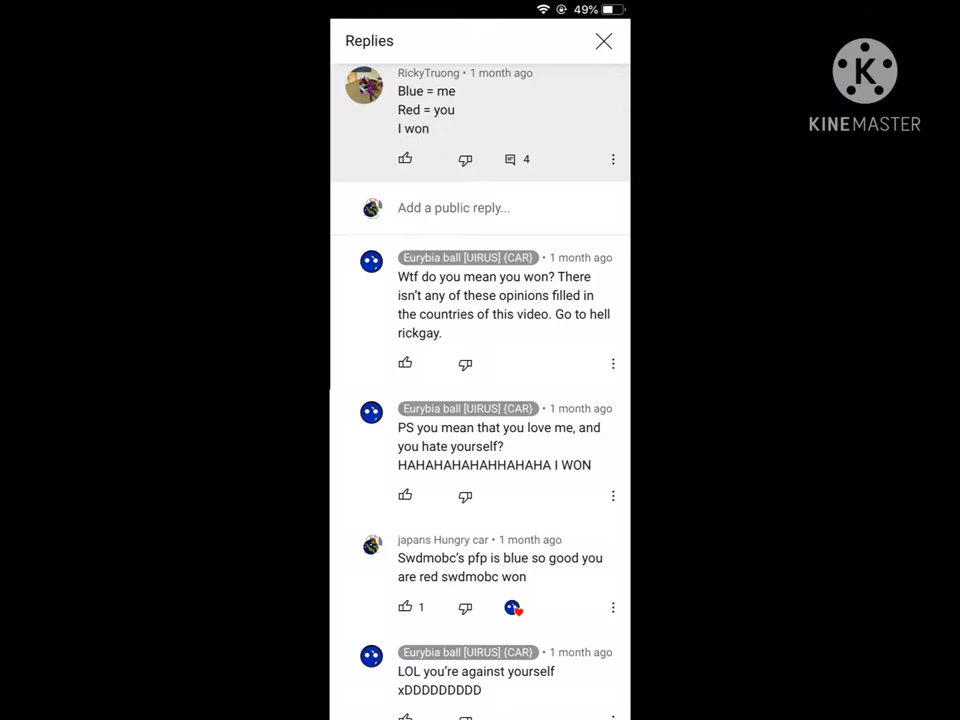 49%
Replies
RickyTruong • 1 month ago
Blue = me
Red = you
I won
4
Add a public reply...
Eurybia ball [UIRUS] {CAR} • 1 month ago
Wtf do you mean you won? There
isn't any of these opinions filled in
the countries of this video. Go to hell
rickgay.
Eurybia ball [UIRUS] {CAR} • 1 month ago
PS you mean that you love me, and
you hate yourself?
HAHAHAHAHAHHAHAHA I WON
japans Hungry car • 1 month ago
Swdmobc's pfp is blue so good you
are red swdmobc won
1
Eurybia ball [UIRUS] {CAR} • 1 month ago
LOL you're against yourself
xDDDDDDDDD
K
KINEMASTER